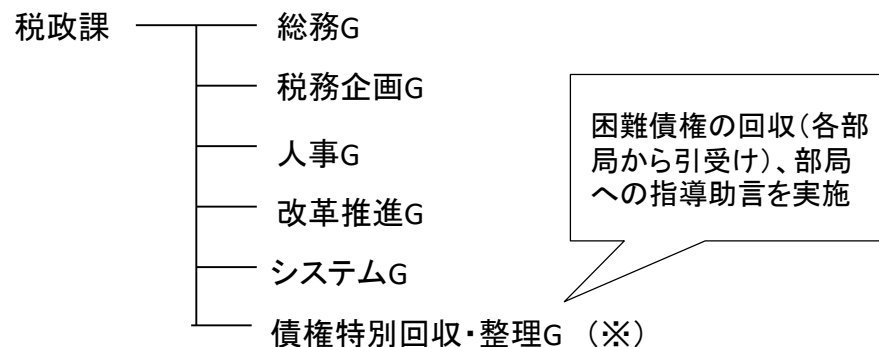 税政課
総務G
税務企画G
人事G
改革推進G
システムG
債権特別回収・整理G （※）
困難債権の回収（各部
局から引受け）、部局
への指導助言を実施